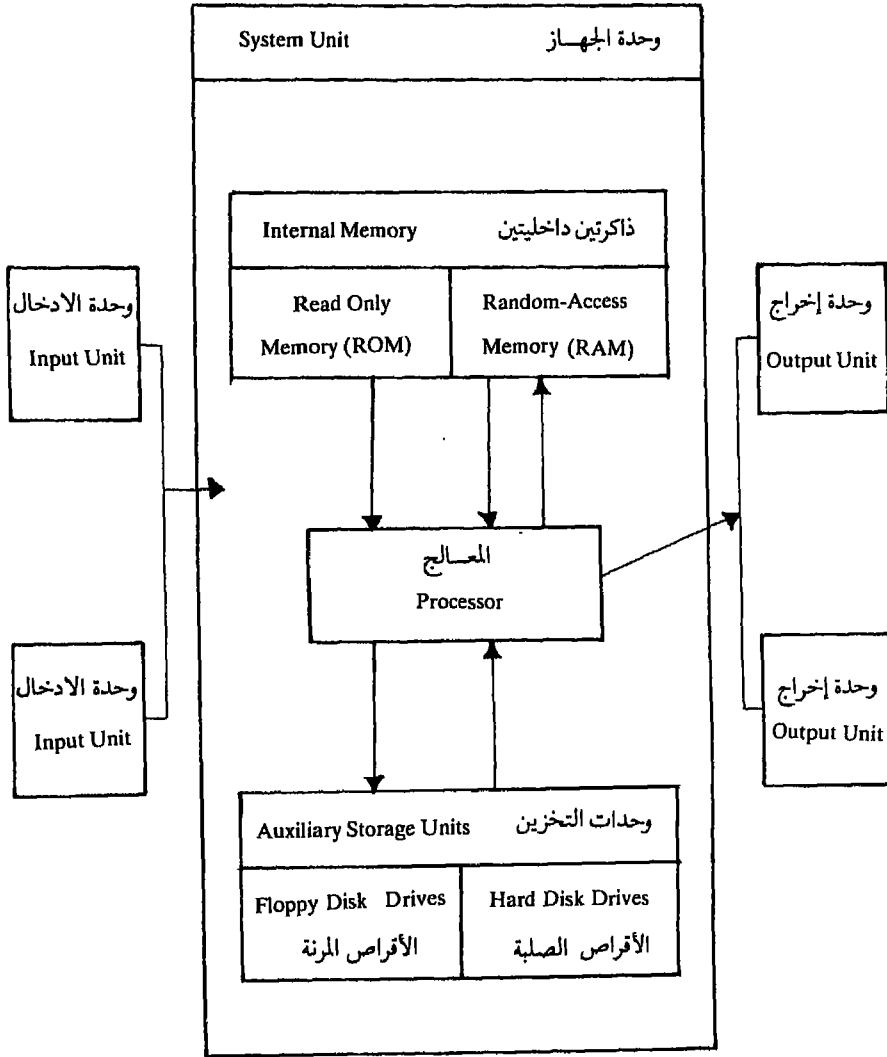 System Unit وحدة الجهـــاز
Internal Memory ذاكرتين داخليتين
Read Only
Memory (ROM)
Random-Access
Memory (RAM)
وحدة الادخال
Input Unit
وحدة إخراج
Output Unit
المعـــالج
Processor
وحدة الادخال
Input Unit
وحدة إخراج
Output Unit
Auxiliary Storage Units وحدات التخزين
Floppy Disk Drives
الأقراص المرنة
Hard Disk Drives
الأقراص الصلبة